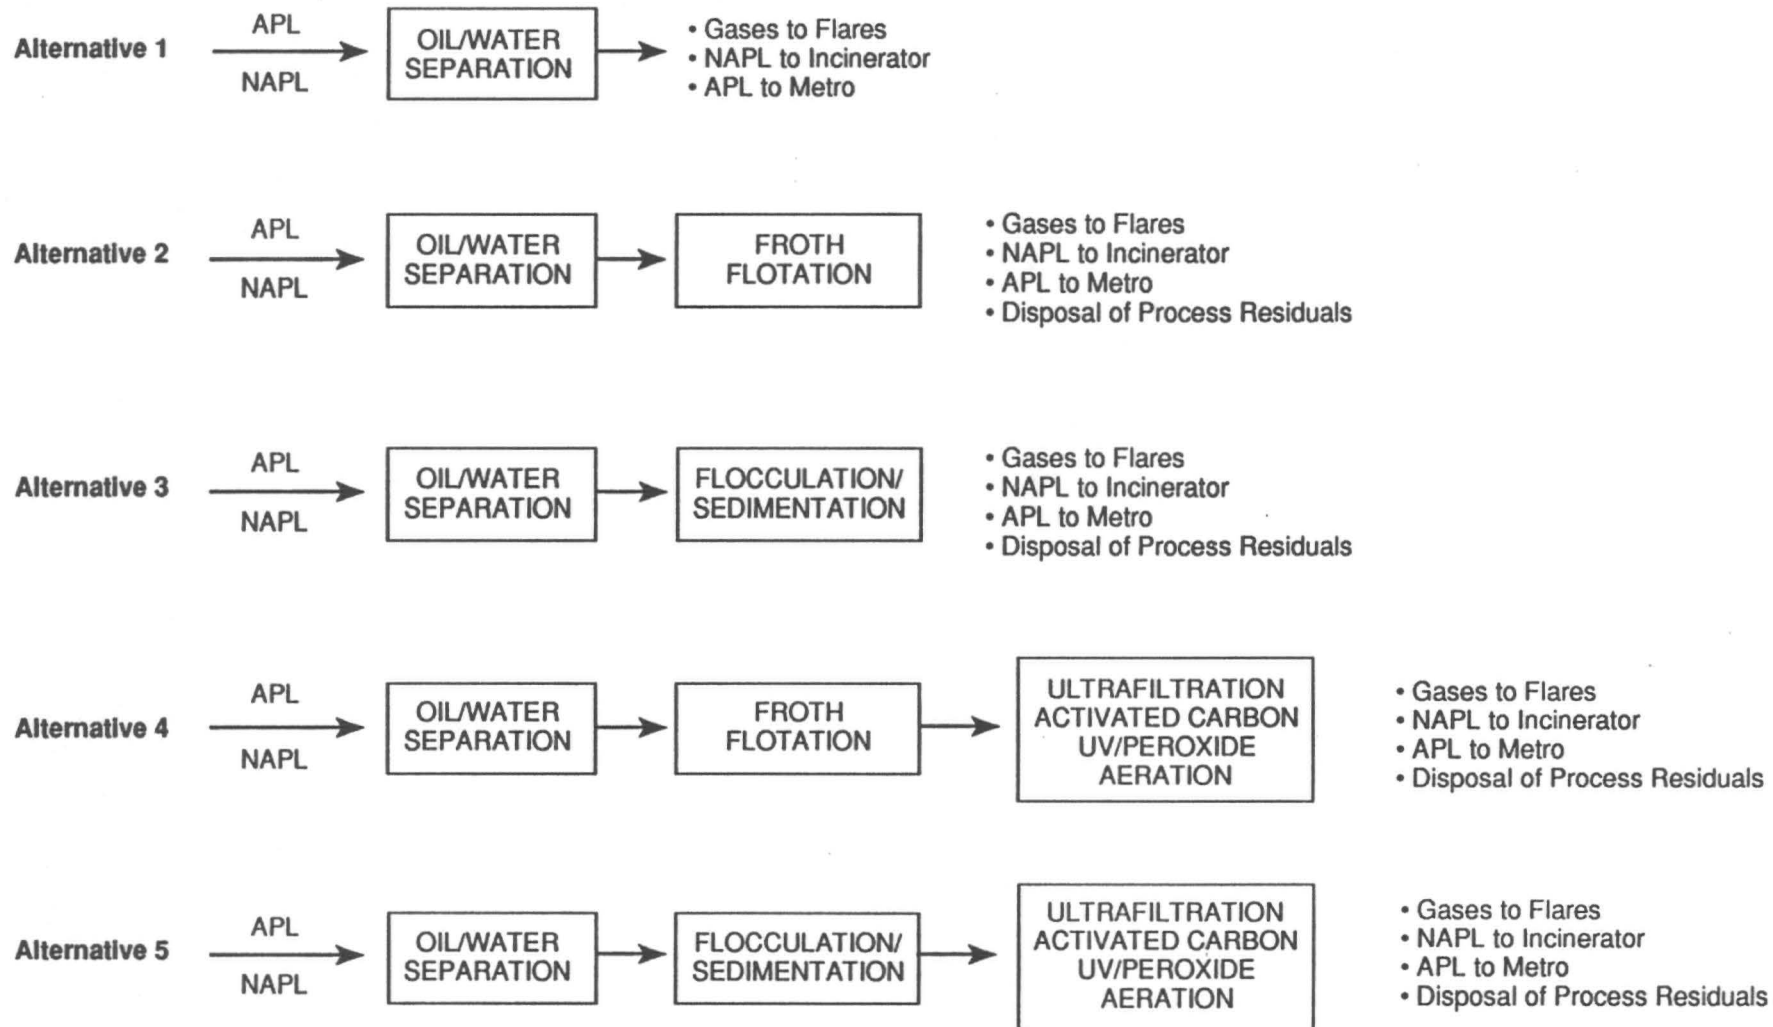 Alternative 1
APL
NAPL
OIL/WATER
SEPARATION
• Gases to Flares
• NAPL to Incinerator
• APL to Metro
Alternative 2
APL
NAPL
OIL/WATER
SEPARATION
FROTH
FLOTATION
• Gases to Flares
• NAPL to Incinerator
• APL to Metro
• Disposal of Process Residuals
Alternative 3
APL
NAPL
OIL/WATER
SEPARATION
FLOCCULATION/
SEDIMENTATION
• Gases to Flares
• NAPL to Incinerator
• APL to Metro
• Disposal of Process Residuals
Alternative 4
APL
NAPL
OIL/WATER
SEPARATION
FROTH
FLOTATION
ULTRAFILTRATION
ACTIVATED CARBON
UV/PEROXIDE
AERATION
• Gases to Flares
• NAPL to Incinerator
• APL to Metro
• Disposal of Process Residuals
Alternative 5
APL
NAPL
OIL/WATER
SEPARATION
FLOCCULATION/
SEDIMENTATION
ULTRAFILTRATION
ACTIVATED CARBON
UV/PEROXIDE
AERATION
• Gases to Flares
• NAPL to Incinerator
• APL to Metro
• Disposal of Process Residuals